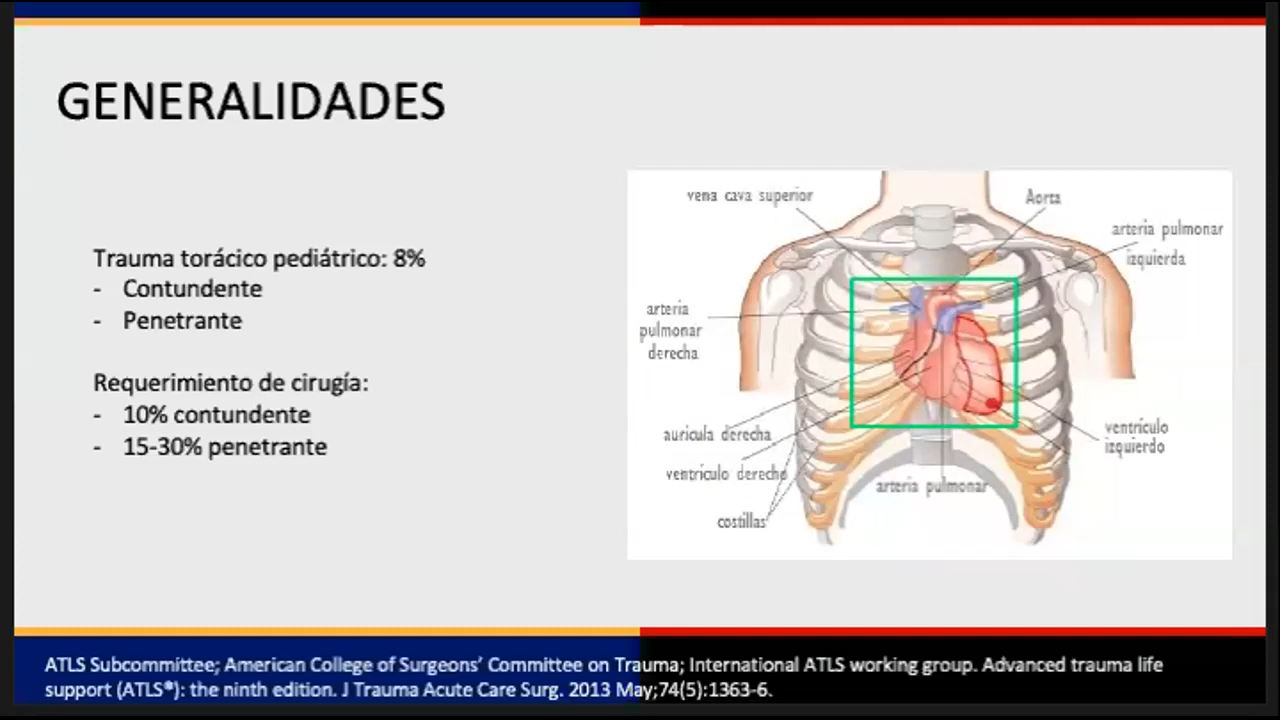 GENERALIDADES
Trauma torácico pediátrico: 8%
- Contundente
- Penetrante
Requerimiento de cirugía:
- 10% contundente
- 15-30% penetrante
vena cava superior
Aorta
arteria pulmonar
izquierda
arteria
pulmonar
derecha
auricula derecha
ventrículo derecho
costillas
arteria pulmonar
ventrículo
izquierdo
ATLS Subcommittee; American College of Surgeons’ Committee on Trauma; International ATLS working group. Advanced trauma life
support (ATLS®): the ninth edition. J Trauma Acute Care Surg. 2013 May;74(5):1363-6.